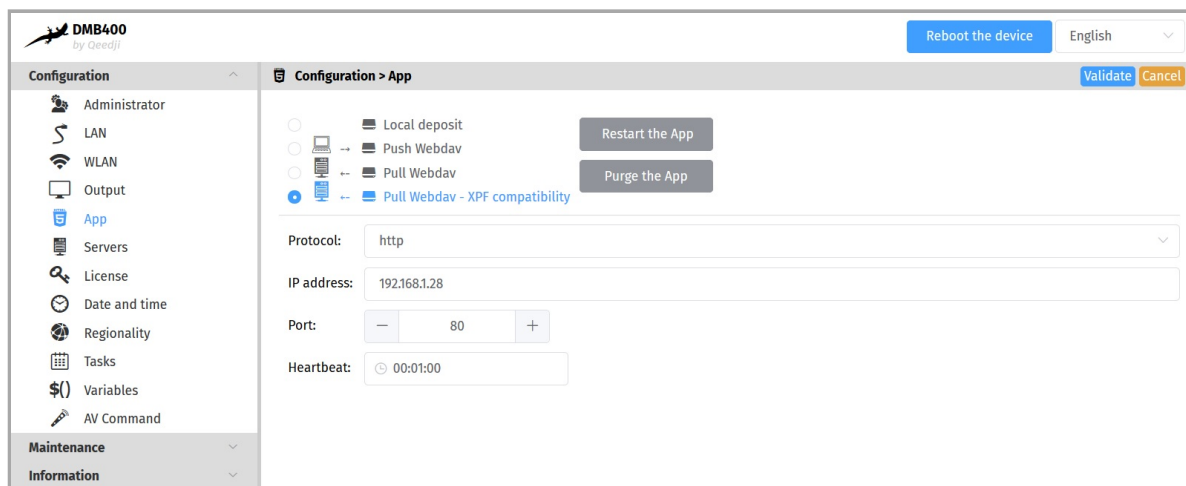 DMB400
by Qeedji
Reboot the device
English
Configuration
Configuration > App
Validate
Cancel
Administrator
LAN
WLAN
Output
App
Servers
License
Date and time
Regionality
Tasks
$() Variables
AV Command
Maintenance
Information
Local deposit
Push Webdav
Pull Webdav
Pull Webdav - XPF compatibility
Restart the App
Purge the App
Protocol: http
IP address: 192.168.1.28
Port: − 80 +
Heartbeat: 00:01:00